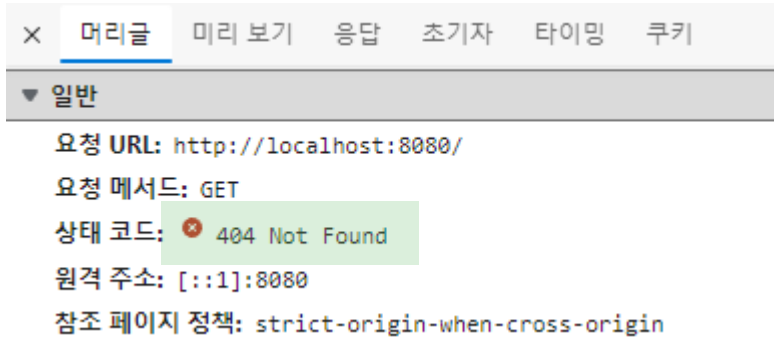 × 머리글 미리 보기 응답 초기자 타이밍 쿠키
▼ 일반
요청 URL: http://localhost:8080/
요청 메서드: GET
상태 코드: 404 Not Found
원격 주소: [::1]:8080
참조 페이지 정책: strict-origin-when-cross-origin